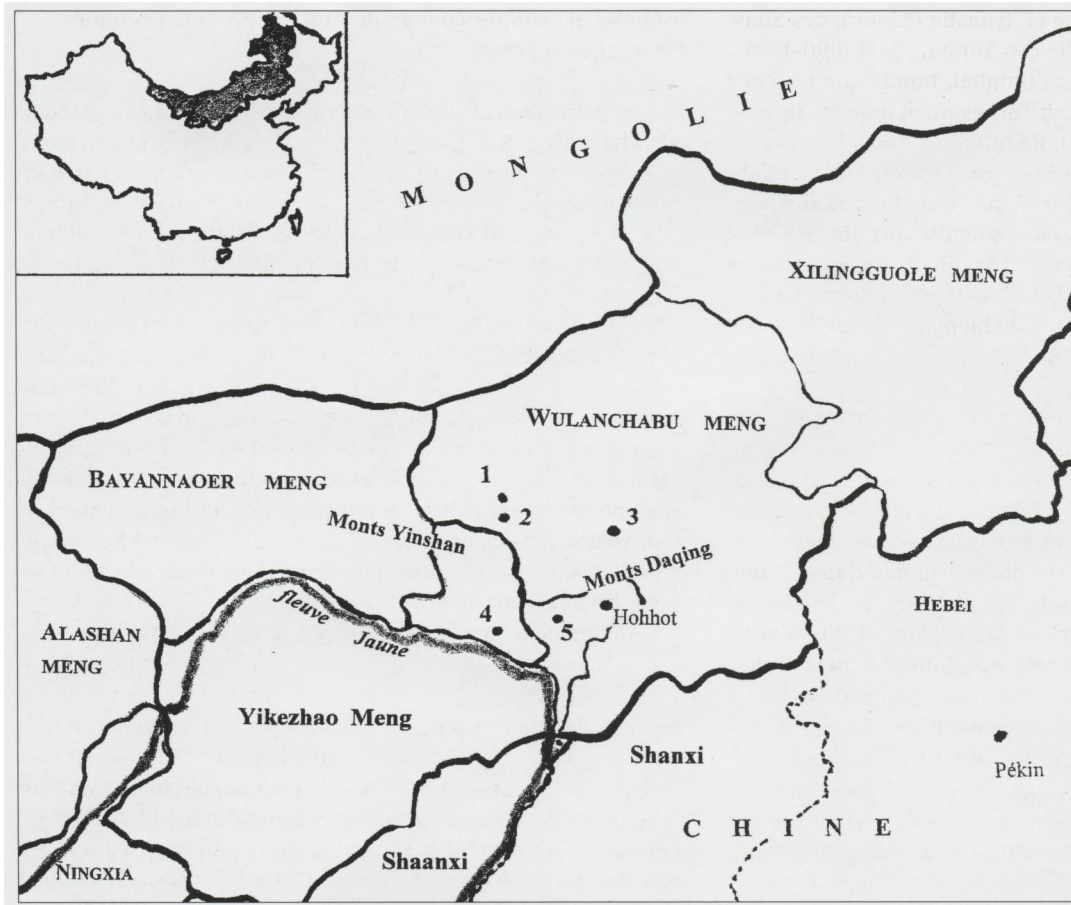 MONGOLIE
XILINGGUOLE MENG
WULANCHABU MENG
BAYANNAOER MENG
1
2
3
Monts Yinshan
Monts Daqing
fleuve Jaune
Hohhot
HEBEI
4
5
ALASHAN
MENG
Yikezhao Meng
Shanxi
Pékin
CHINE
Shaanxi
NINGXIA